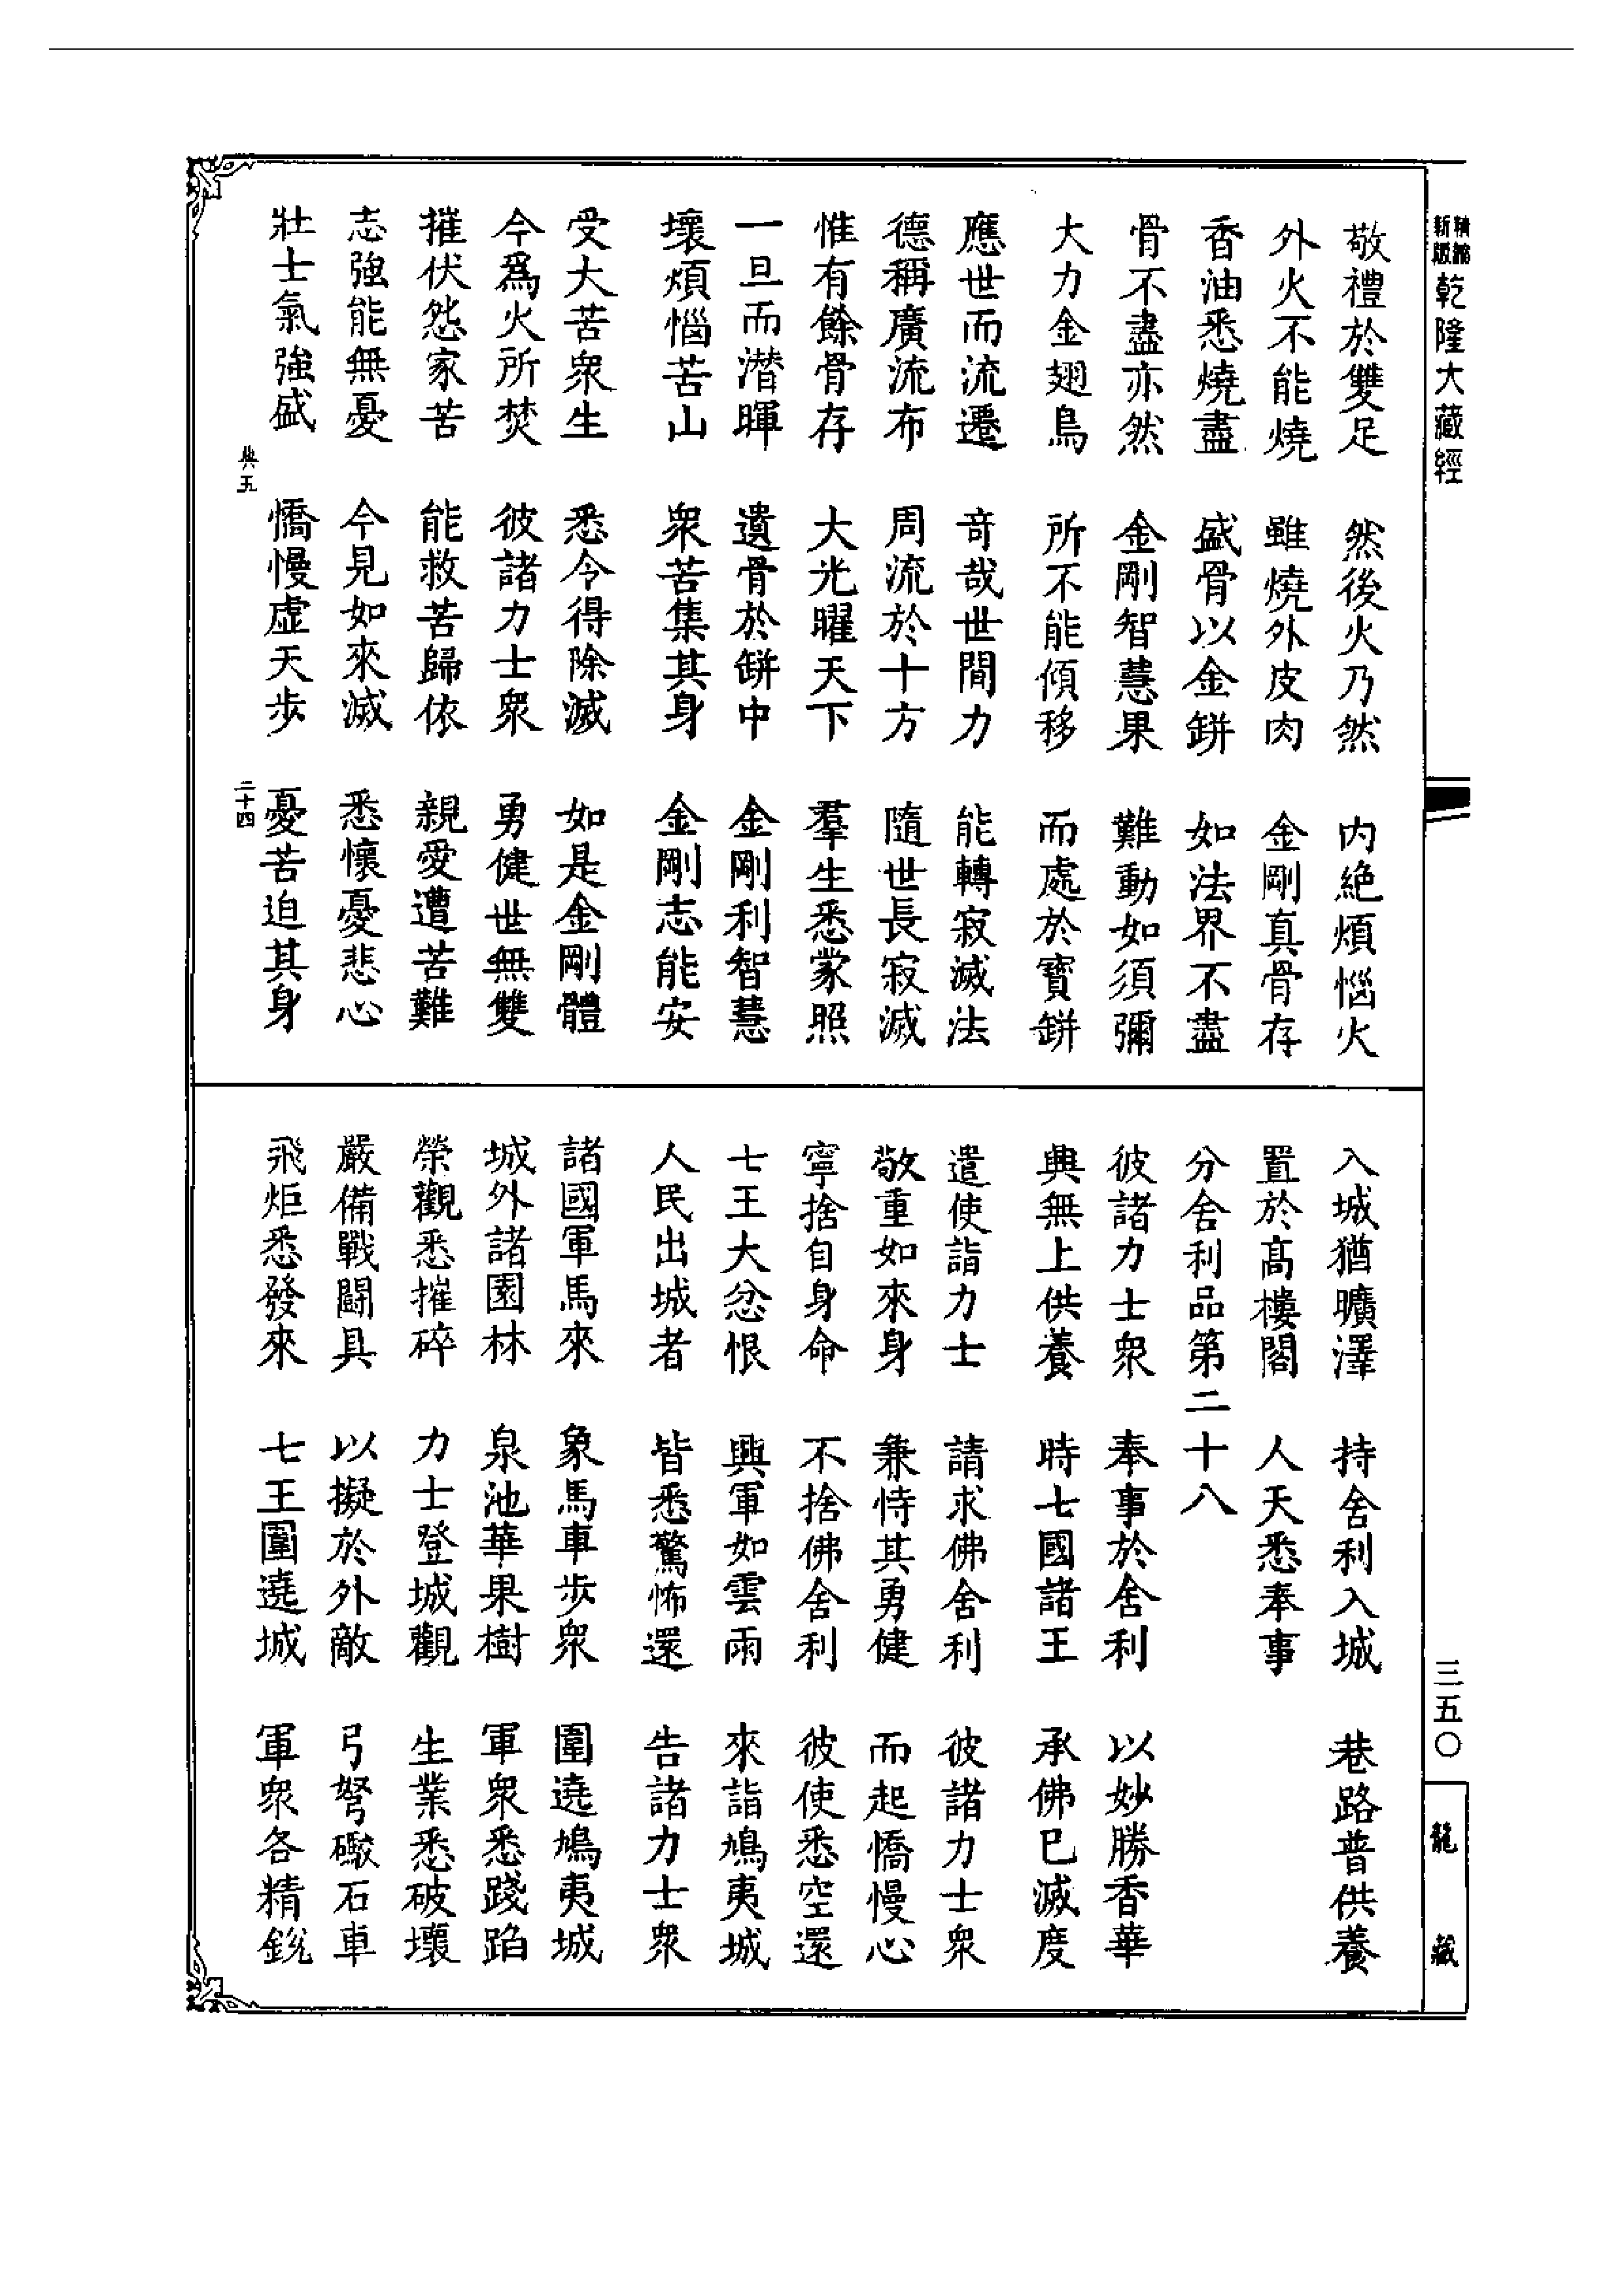 精縮新版乾隆大藏經
敬禮於雙足　然後火乃然　内絶煩惱火
外火不能燒　雖燒外皮肉　金剛真骨存
香油悉燒盡　盛骨以金缾　如法界不盡
骨不盡亦然　金剛智慧果　難動如須彌
大力金翅鳥　所不能傾移　而處於寶缾
應世而流遷　竒哉世間力　能轉寂滅法
德稱廣流布　周流於十方　隨世長寂滅
惟有餘骨存　大光曜天下　羣生悉蒙照
一旦而潛暉　遺骨於缾中　金剛利智慧
壞煩惱苦山　衆苦集其身　金剛志能安
受大苦衆生　悉令得除滅　如是金剛體
今爲火所焚　彼諸力士衆　勇健世無雙
摧伏怨家苦　能救苦歸依　親愛遭苦難
志強能無憂　今見如來滅　悉懷憂悲心
壯士氣強盛　憍慢虛天步　憂苦迫其身
典五　二十四
入城猶曠澤　持舍利入城　巷路普供養
置於高樓閣　人天悉奉事
分舍利品第二十八
彼諸力士衆　奉事於舍利　以妙勝香華
興無上供養　時七國諸王　承佛已滅度
遣使詣力士　請求佛舍利　彼諸力士衆
敬重如來身　兼恃其勇健　而起憍慢心
寧捨自身命　不捨佛舍利　彼使悉空還
七王大忿恨　興軍如雲雨　來詣鳩夷城
人民出城者　皆悉驚怖還　告諸力士衆
諸國軍馬來　象馬車步衆　圍遶鳩夷城
城外諸園林　泉池華果樹　軍衆悉踐蹈
榮觀悉摧碎　力士登城觀　生業悉破壞
嚴備戰鬪具　以擬於外敵　弓弩礮石車
飛炬悉發來　七王圍遶城　軍衆各精銳
三五〇
龍藏